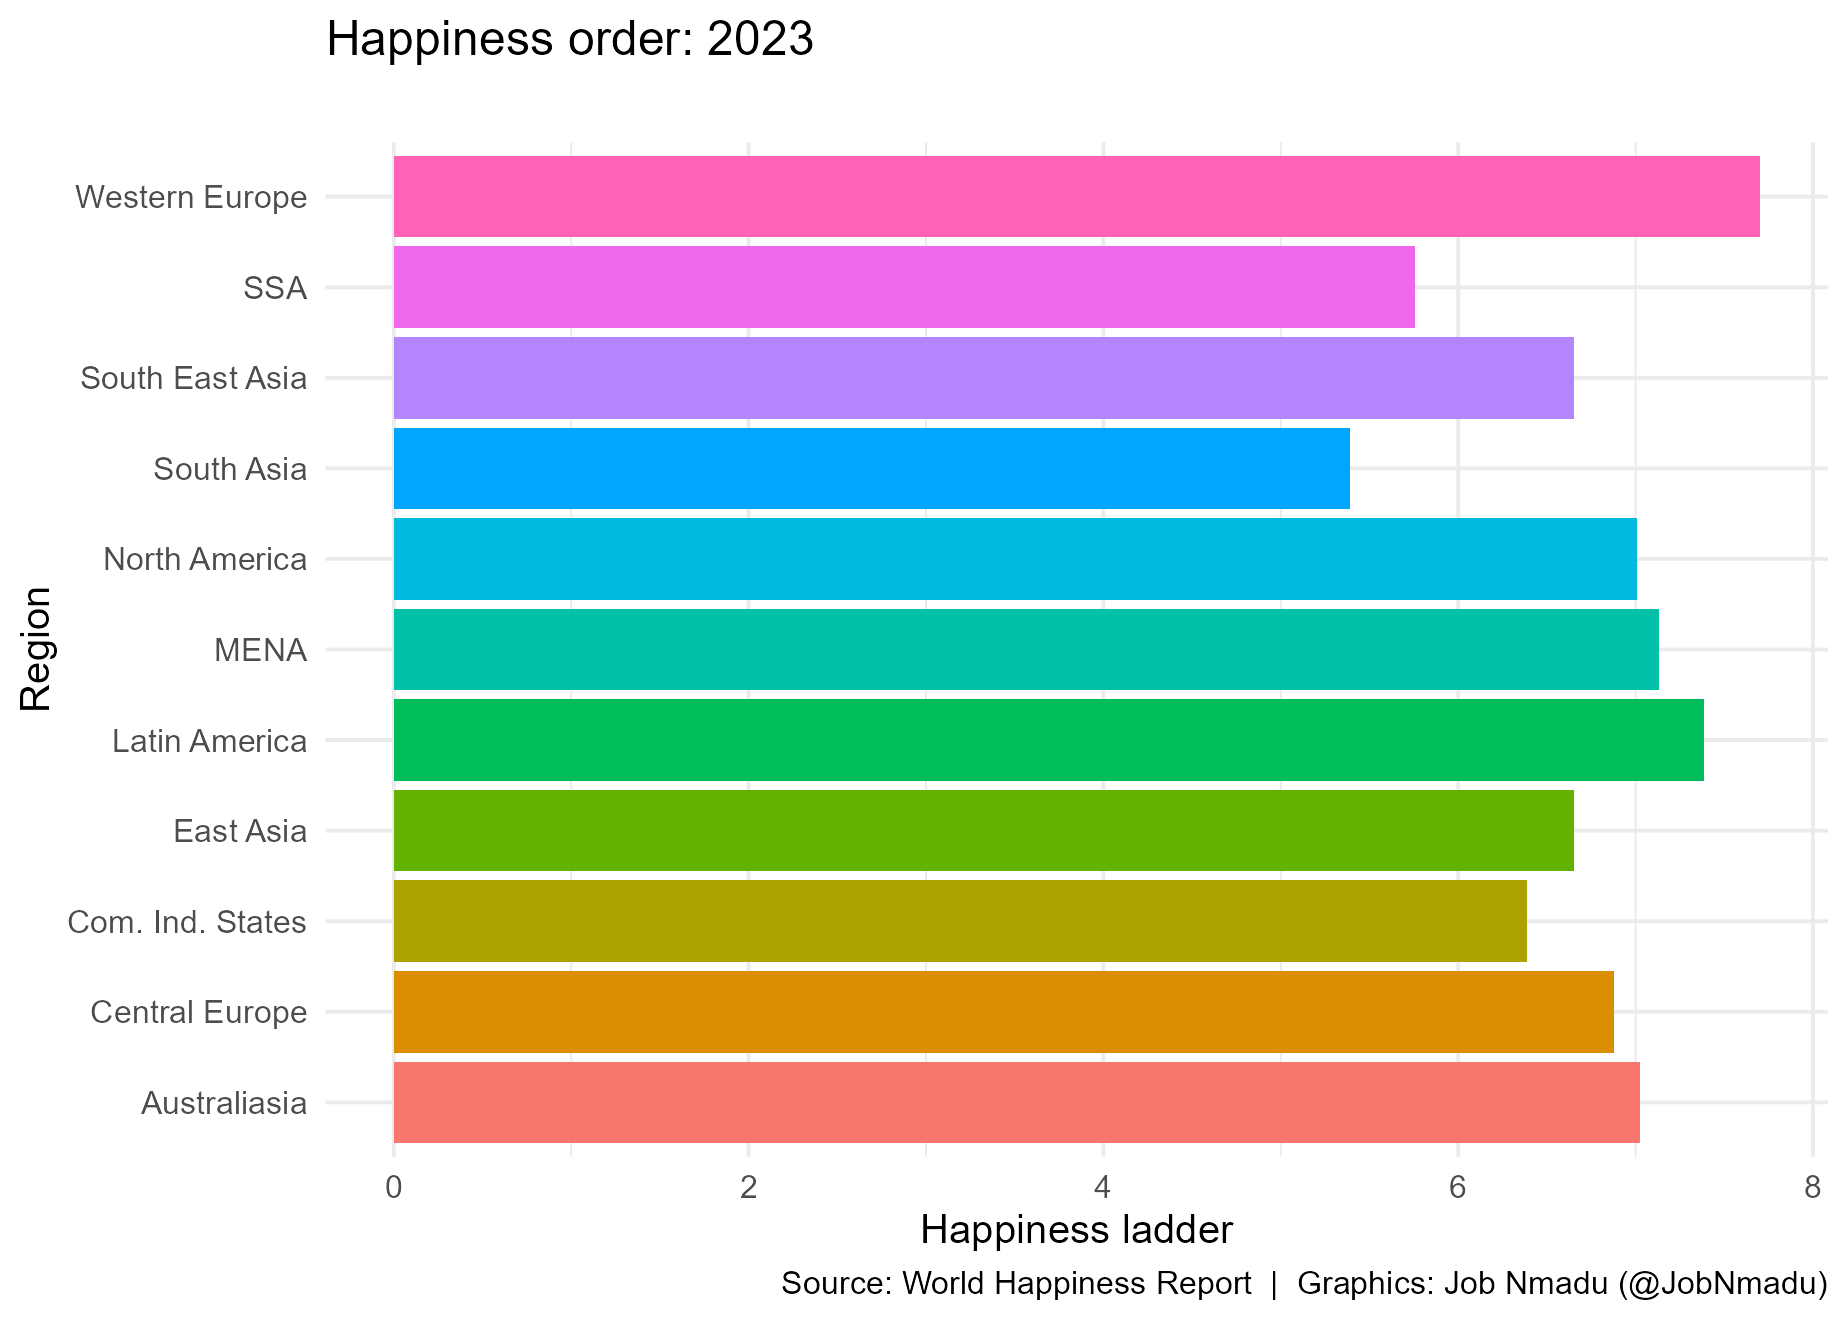 Happiness order: 2023
Western Europe
SSA
South East Asia
South Asia
North America
MENA
Latin America
East Asia
Com. Ind. States
Central Europe
Australiasia
Region
0 2 4 6 8
Happiness ladder
Source: World Happiness Report | Graphics: Job Nmadu (@JobNmadu)